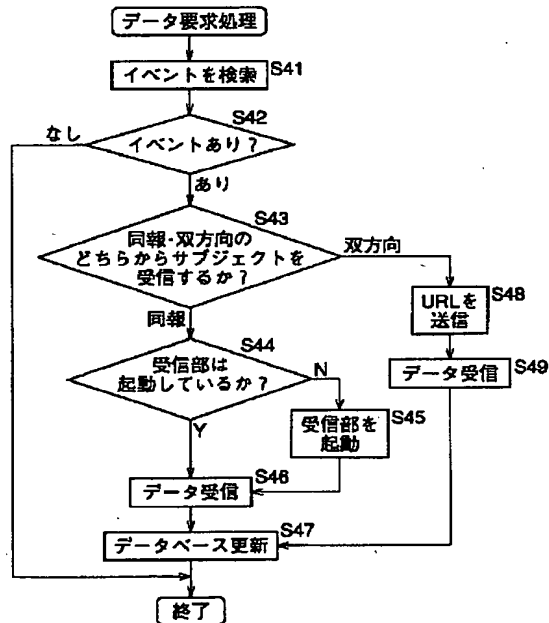 データ要求処理
イベントを検索
S41
S42
なし
イベントあり?
あり
S43
同報・双方向の
どちらからサブジェクトを
受信するか?
双方向
同報
URLを
送信
S48
S44
受信部は
起動しているか?
N
データ受信
S49
Y
受信部を
起動
S45
S46
データ受信
S47
データベース更新
終了